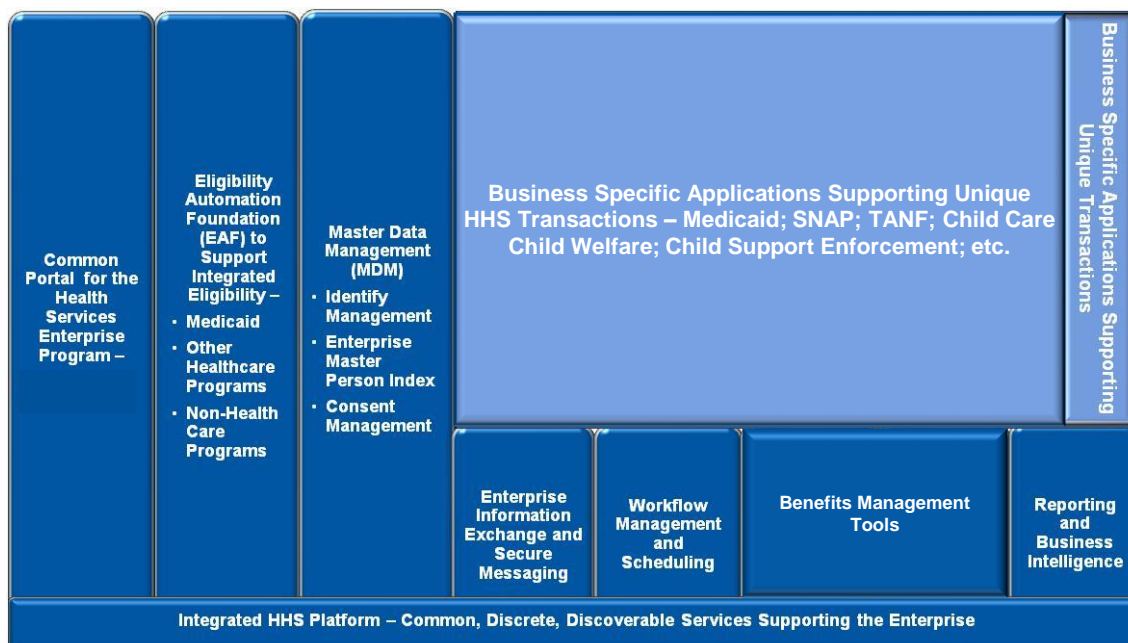 Common
Portal for the
Health
Services
Enterprise
Program –
Eligibility
Automation
Foundation
(EAF) to
Support
Integrated
Eligibility –
· Medicaid
· Other
Healthcare
Programs
· Non-Health
Care
Programs
Master Data
Management
(MDM)
· Identify
Management
· Enterprise
Master
Person Index
· Consent
Management
Business Specific Applications Supporting Unique
HHS Transactions – Medicaid; SNAP; TANF; Child Care
Child Welfare; Child Support Enforcement; etc.
Business Specific Applications Supporting
Unique Transactions
Enterprise
Information
Exchange and
Secure
Messaging
Workflow
Management
and
Scheduling
Benefits Management
Tools
Reporting
and
Business
Intelligence
Integrated HHS Platform – Common, Discrete, Discoverable Services Supporting the Enterprise